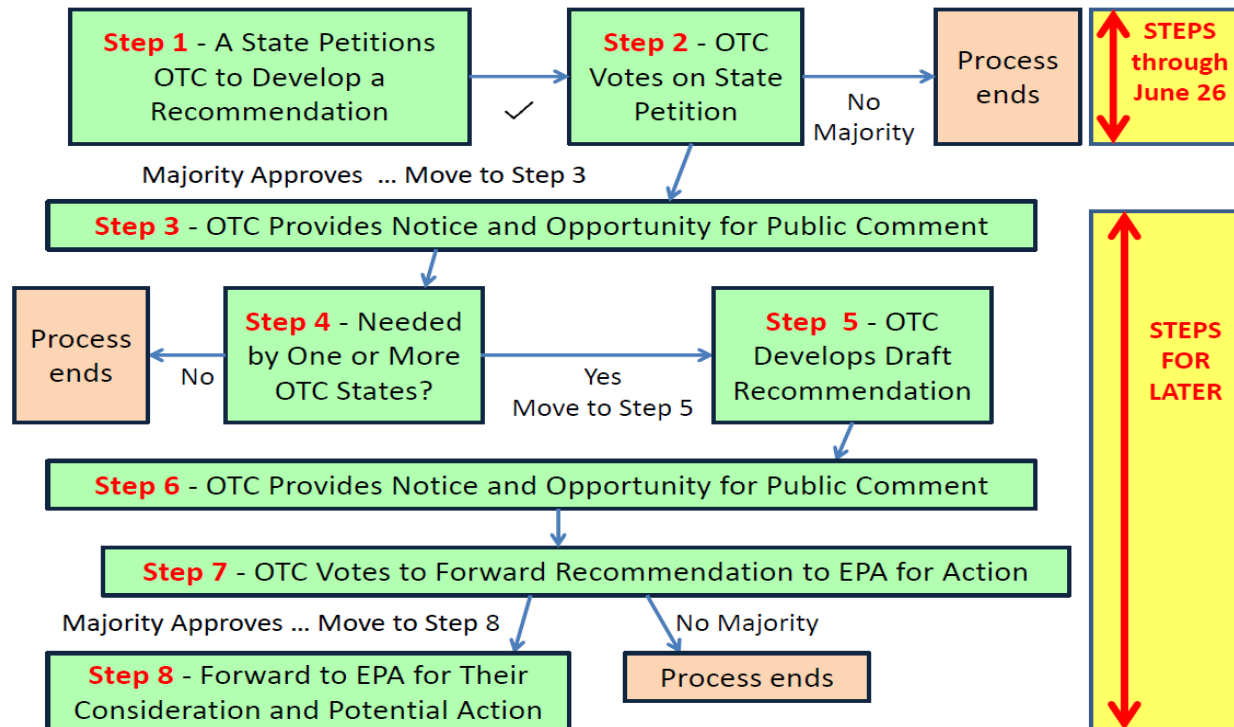 Step 1 - A State Petitions
OTC to Develop a
Recommendation
Step 2 - OTC
Votes on State
Petition
No
Majority
Process
ends
STEPS
through
June 26
Majority Approves ... Move to Step 3
Step 3 - OTC Provides Notice and Opportunity for Public Comment
Process
ends
No
Step 4 - Needed
by One or More
OTC States?
Yes
Move to Step 5
Step 5 - OTC
Develops Draft
Recommendation
STEPS
FOR
LATER
Step 6 - OTC Provides Notice and Opportunity for Public Comment
Step 7 - OTC Votes to Forward Recommendation to EPA for Action
Majority Approves ... Move to Step 8
No Majority
Step 8 - Forward to EPA for Their
Consideration and Potential Action
Process ends